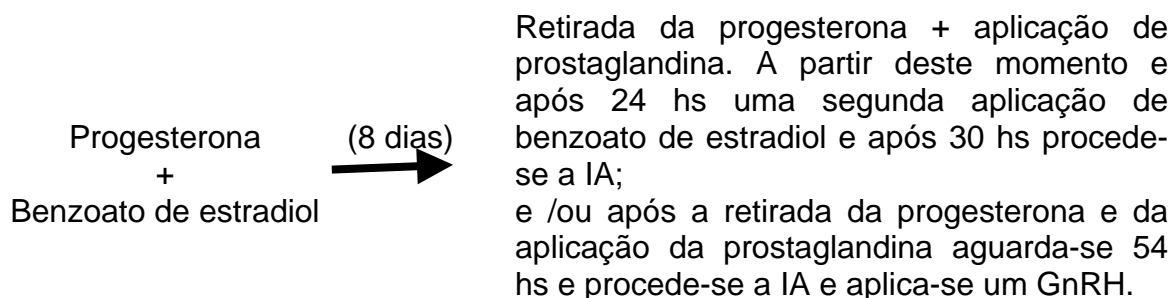 Progesterona
+
Benzoato de estradiol
(8 dias)
Retirada da progesterona + aplicação de
prostaglandina. A partir deste momento e
após 24 hs uma segunda aplicação de
benzoato de estradiol e após 30 hs procede-
se a IA;
e /ou após a retirada da progesterona e da
aplicação da prostaglandina aguarda-se 54
hs e procede-se a IA e aplica-se um GnRH.